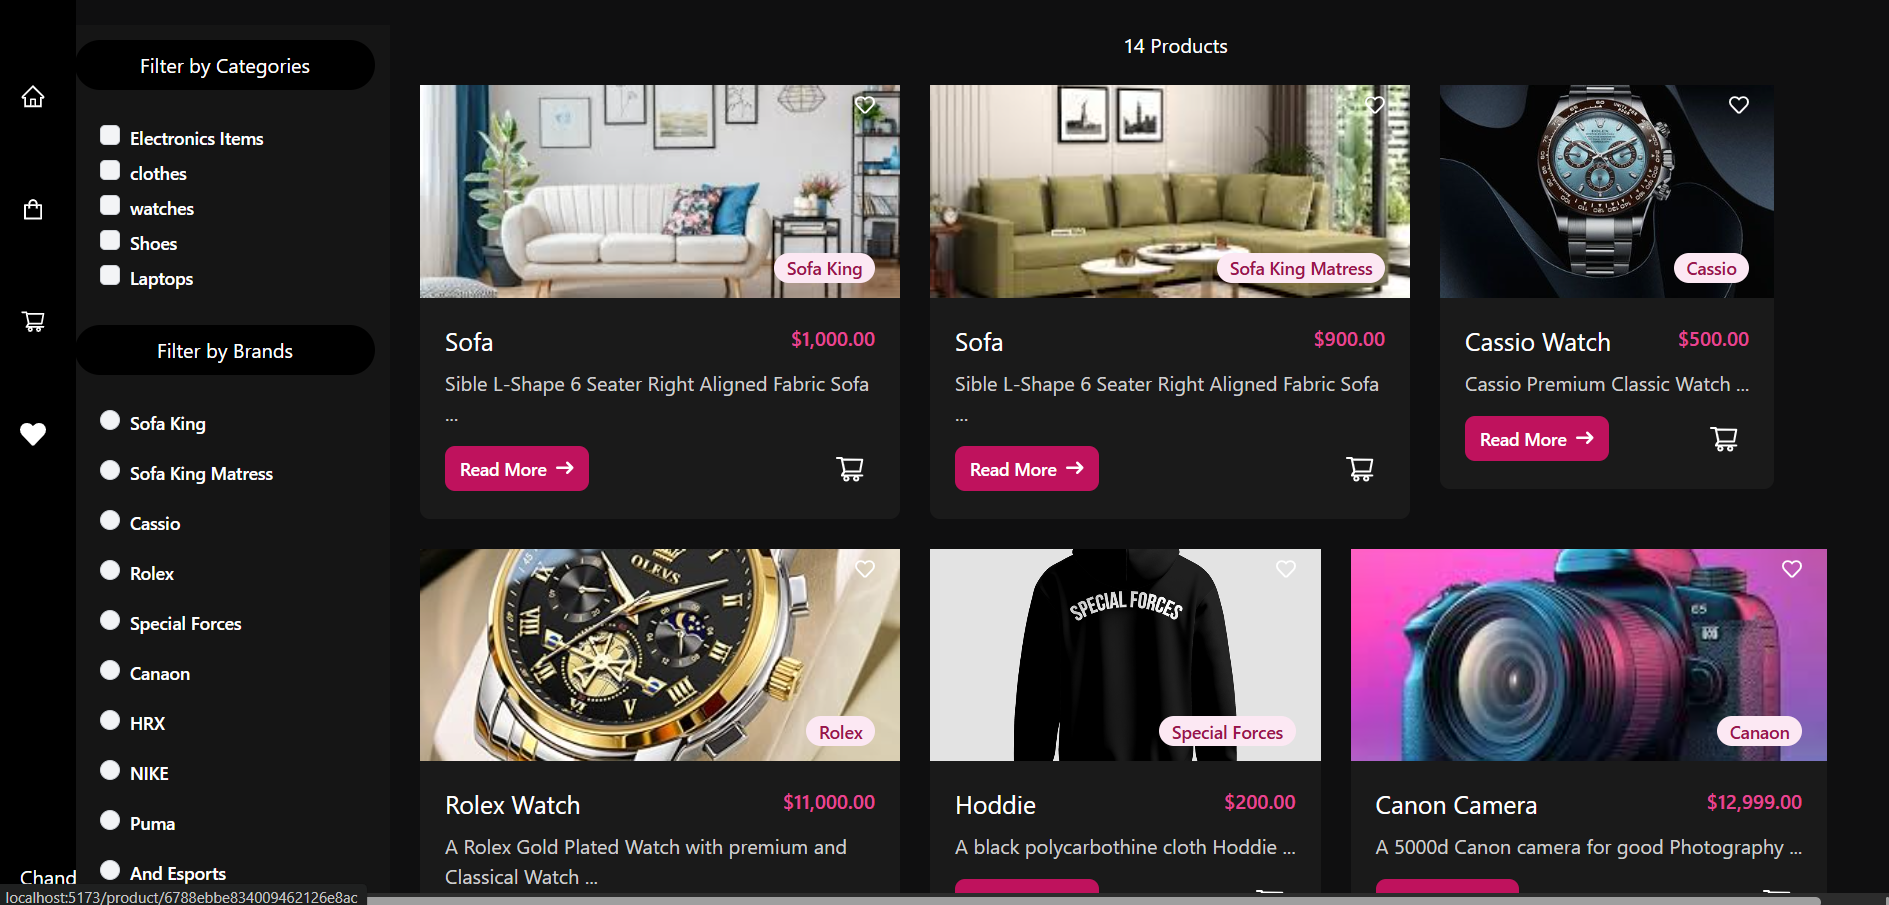 14 Products
Filter by Categories
Electronics Items
clothes
watches
Shoes
Laptops
Filter by Brands
Sofa King
Sofa King Matress
Cassio
Rolex
Special Forces
Canaon
HRX
NIKE
Puma
And Esports
Chand
localhost:5173/product/6788ebbe834009462126e8ac
Sofa King
Sofa $1,000.00
Sible L-Shape 6 Seater Right Aligned Fabric Sofa
...
Read More
Sofa King Matress
Sofa $900.00
Sible L-Shape 6 Seater Right Aligned Fabric Sofa
...
Read More
Cassio
Cassio Watch $500.00
Cassio Premium Classic Watch ...
Read More
OLEVS
Rolex
Rolex Watch $11,000.00
A Rolex Gold Plated Watch with premium and
Classical Watch ...
SPECIAL FORCES
Special Forces
Hoddie $200.00
A black polycarbothine cloth Hoddie ...
Canaon
Canon Camera $12,999.00
A 5000d Canon camera for good Photography ...